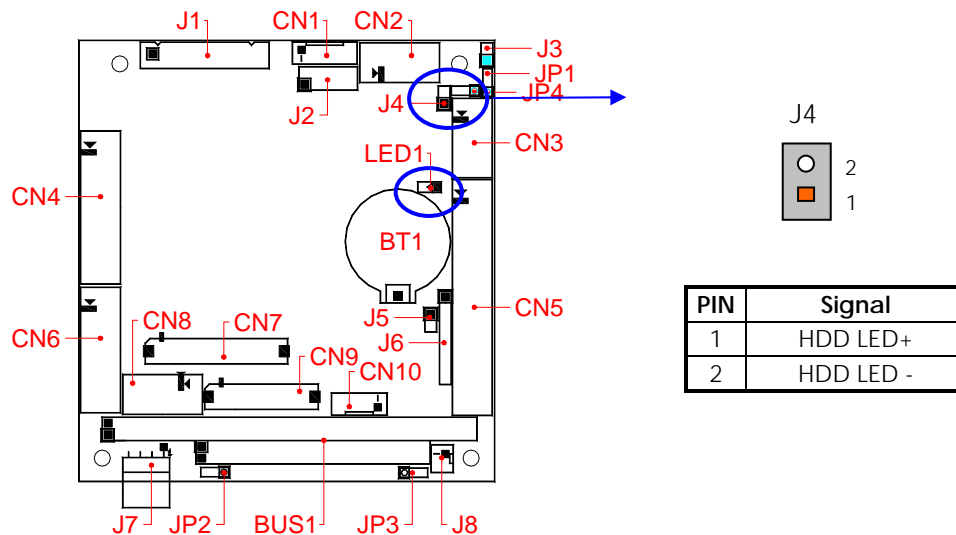 J1
CN1
CN2
J3
JP1
JP4
J2
J4
CN3
LED1
CN4
BT1
CN5
J5
J6
CN6
CN8
CN7
CN9
CN10
J7
JP2
BUS1
JP3
J8
J4
2
1
PIN Signal
1 HDD LED+
2 HDD LED -